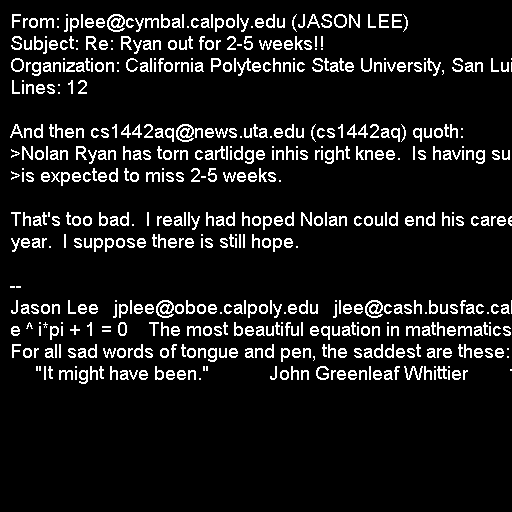 From: jplee@cymbal.calpoly.edu (JASON LEE)
Subject: Re: Ryan out for 2-5 weeks!!
Organization: California Polytechnic State University, San Lui
Lines: 12

And then cs1442aq@news.uta.edu (cs1442aq) quoth:
>Nolan Ryan has torn cartlidge inhis right knee.  Is having su
>is expected to miss 2-5 weeks.

That's too bad.  I really had hoped Nolan could end his caree
year.  I suppose there is still hope.

--
Jason Lee   jplee@oboe.calpoly.edu   jlee@cash.busfac.cal
e ^ i*pi + 1 = 0    The most beautiful equation in mathematics
For all sad words of tongue and pen, the saddest are these:
"It might have been."           John Greenleaf Whittier